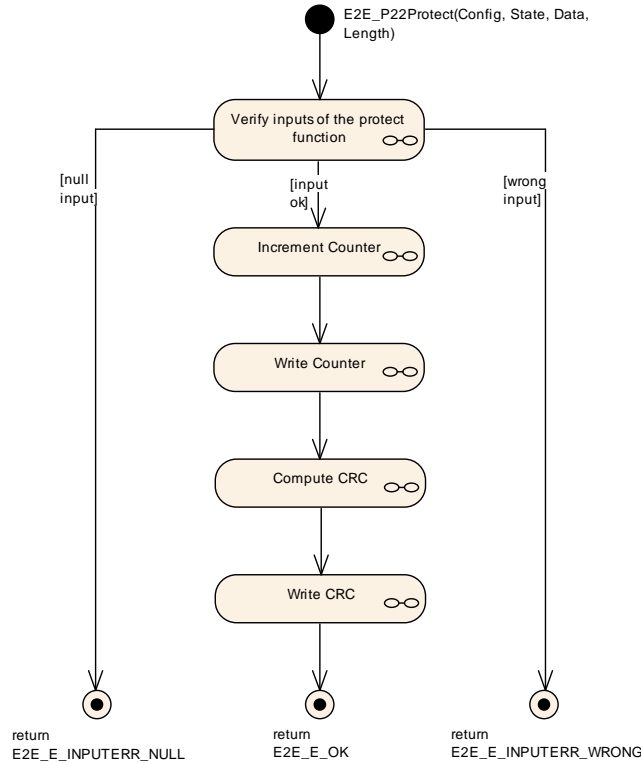 E2E_P22Protect(Config, State, Data,
Length)
Verify inputs of the protect
function
[null
input]
[input
ok]
[wrong
input]
Increment Counter
Write Counter
Compute CRC
Write CRC
return
E2E_E_INPUTERR_NULL
return
E2E_E_OK
return
E2E_E_INPUTERR_WRONG